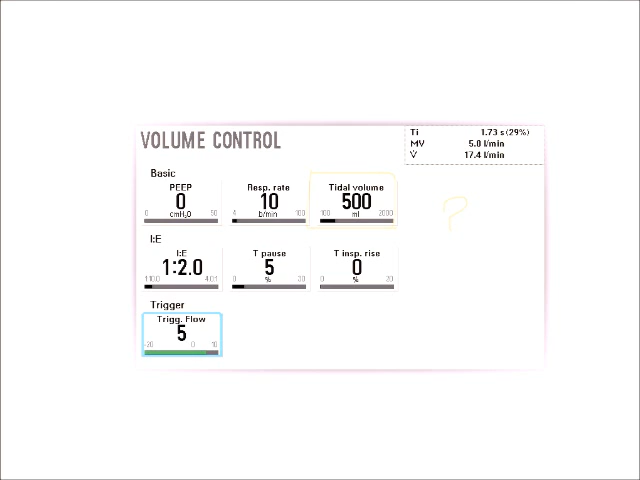 VOLUME CONTROL
Ti 1.73 s (29%)
MV 5.0 l/min
V̇ 17.4 l/min
Basic
PEEP Resp. rate Tidal volume
0 10 500
0 cmH₂O 50 4 b/min 100 100 ml 2000
I:E
I:E T pause T insp. rise
1:2.0 5 0
1:10.0 4.0:1 0 % 30 0 % 20
Trigger
Trigg. Flow
5
-20 0 10
?